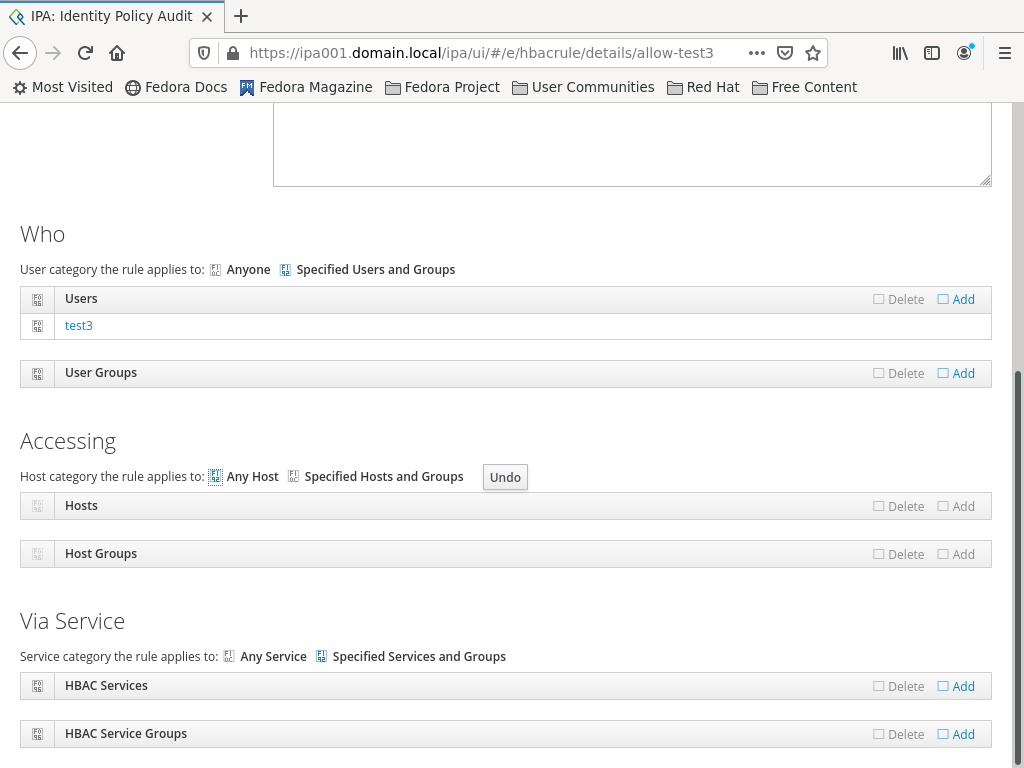 IPA: Identity Policy Audit
https://ipa001.domain.local/ipa/ui/#/e/hbacrule/details/allow-test3
Most Visited Fedora Docs Fedora Magazine Fedora Project User Communities Red Hat Free Content
Who
User category the rule applies to: Anyone Specified Users and Groups
Users Delete Add
test3
User Groups Delete Add
Accessing
Host category the rule applies to: Any Host Specified Hosts and Groups Undo
Hosts Delete Add
Host Groups Delete Add
Via Service
Service category the rule applies to: Any Service Specified Services and Groups
HBAC Services Delete Add
HBAC Service Groups Delete Add